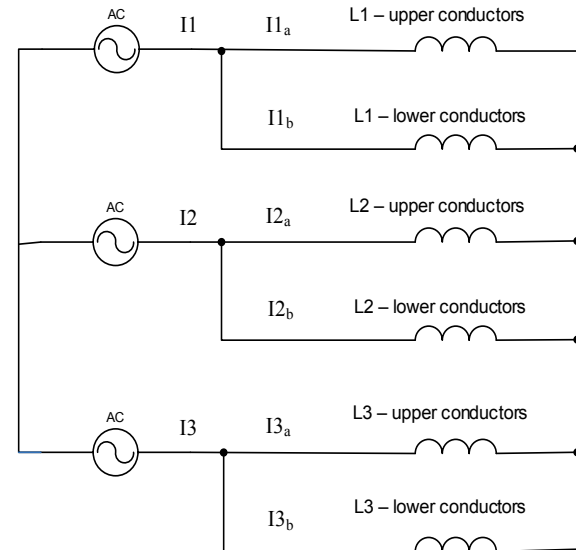 AC I1 I1a L1 – upper conductors
I1b L1 – lower conductors
AC I2 I2a L2 – upper conductors
I2b L2 – lower conductors
AC I3 I3a L3 – upper conductors
I3b L3 – lower conductors